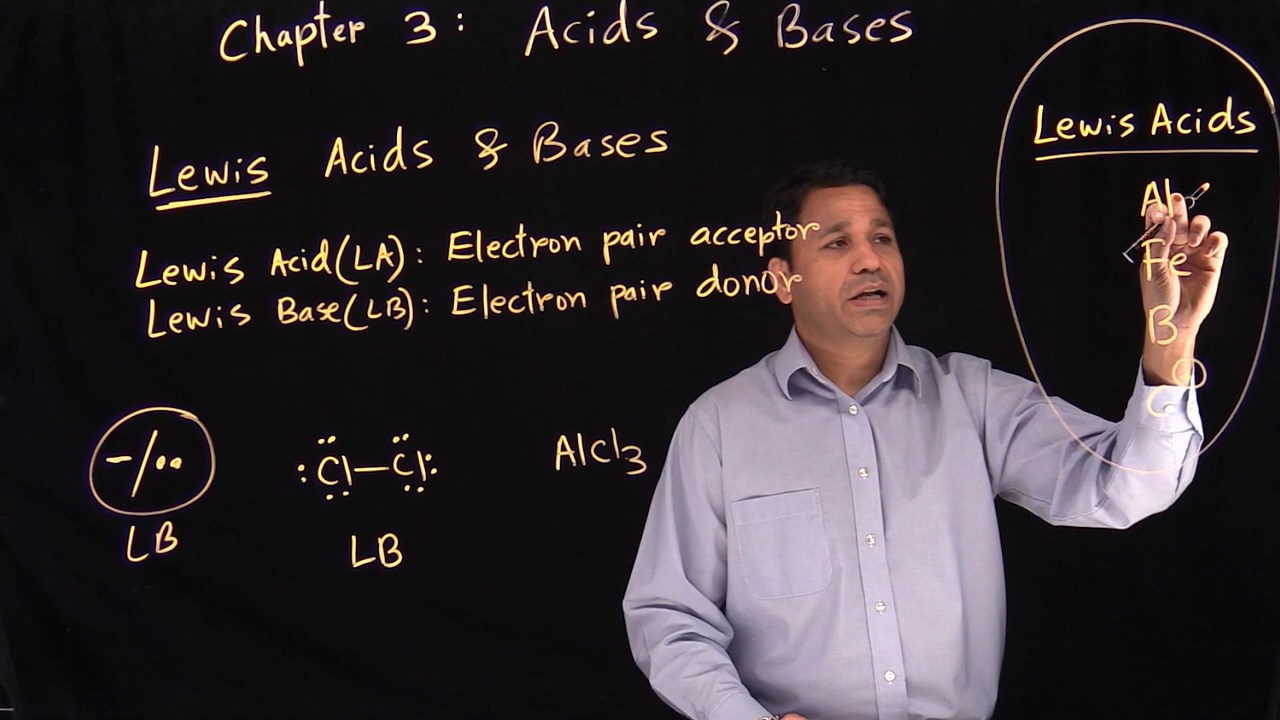 Chapter 3: Acids & Bases
Lewis Acids & Bases
Lewis Acid(LA): Electron pair acceptor
Lewis Base(LB): Electron pair donor
-/••
LB
:Cl—Cl:
LB
AlCl3
Lewis Acids
Al
Fe
B
C+